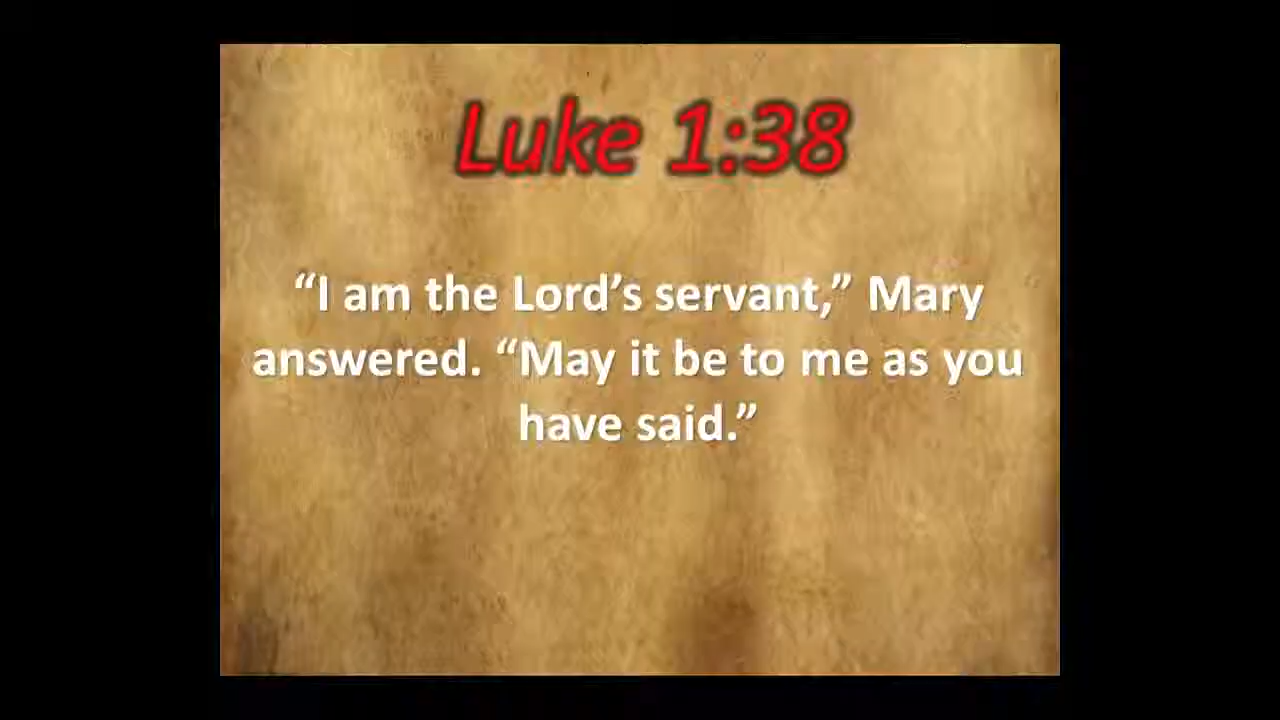 Luke 1:38
“I am the Lord’s servant,” Mary
answered. “May it be to me as you
have said.”